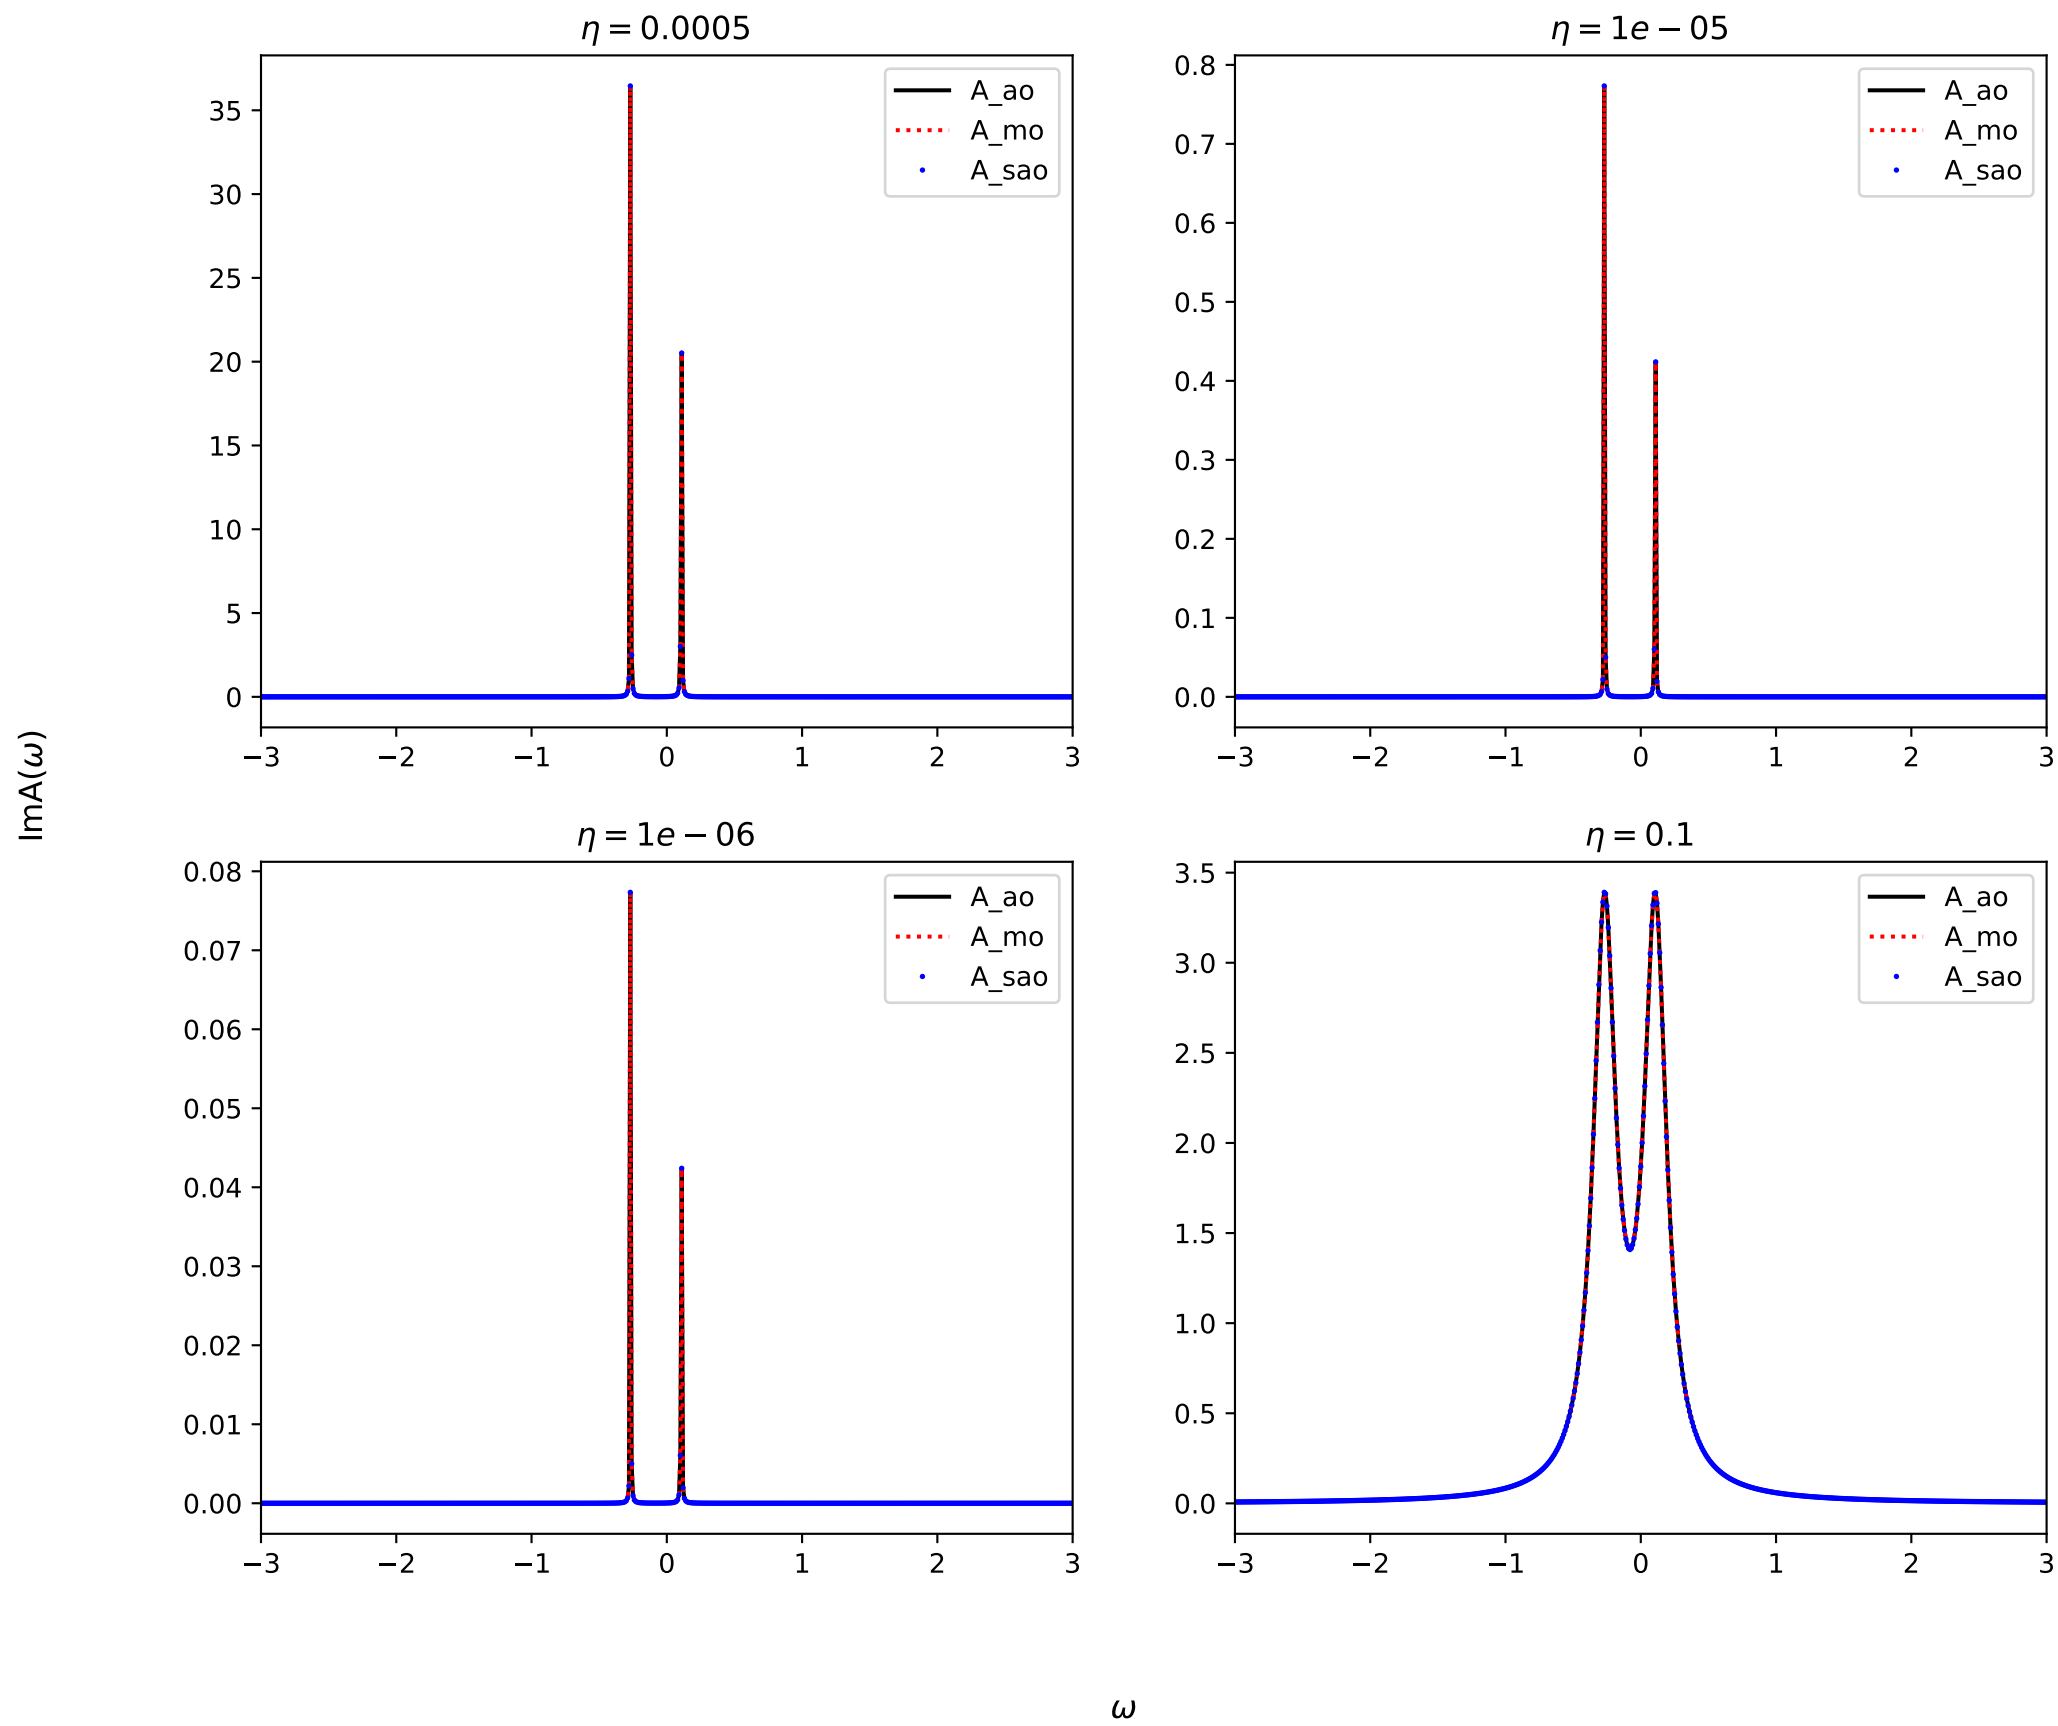 η = 0.0005
35
30
25
20
15
10
5
0
−3 −2 −1 0 1 2 3
A_ao
A_mo
A_sao
η = 1e − 05
0.8
0.7
0.6
0.5
0.4
0.3
0.2
0.1
0.0
−3 −2 −1 0 1 2 3
A_ao
A_mo
A_sao
ImA(ω)
η = 1e − 06
0.08
0.07
0.06
0.05
0.04
0.03
0.02
0.01
0.00
−3 −2 −1 0 1 2 3
A_ao
A_mo
A_sao
η = 0.1
3.5
3.0
2.5
2.0
1.5
1.0
0.5
0.0
−3 −2 −1 0 1 2 3
A_ao
A_mo
A_sao
ω